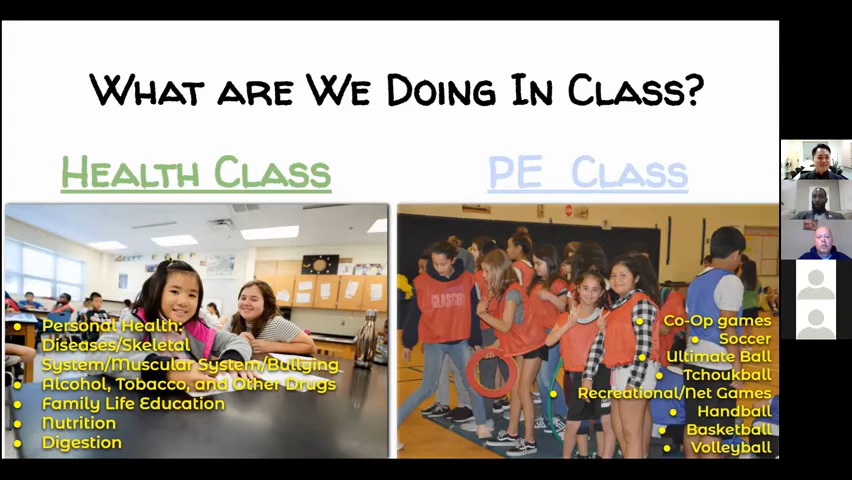 What are We Doing In Class?
Health Class
PE Class
Personal Health:
Diseases/Skeletal
System/Muscular System/Bullying
Alcohol, Tobacco, and Other Drugs
Family Life Education
Nutrition
Digestion
Co-Op games
Soccer
Ultimate Ball
Tchoukball
Recreational/Net Games
Handball
Basketball
Volleyball